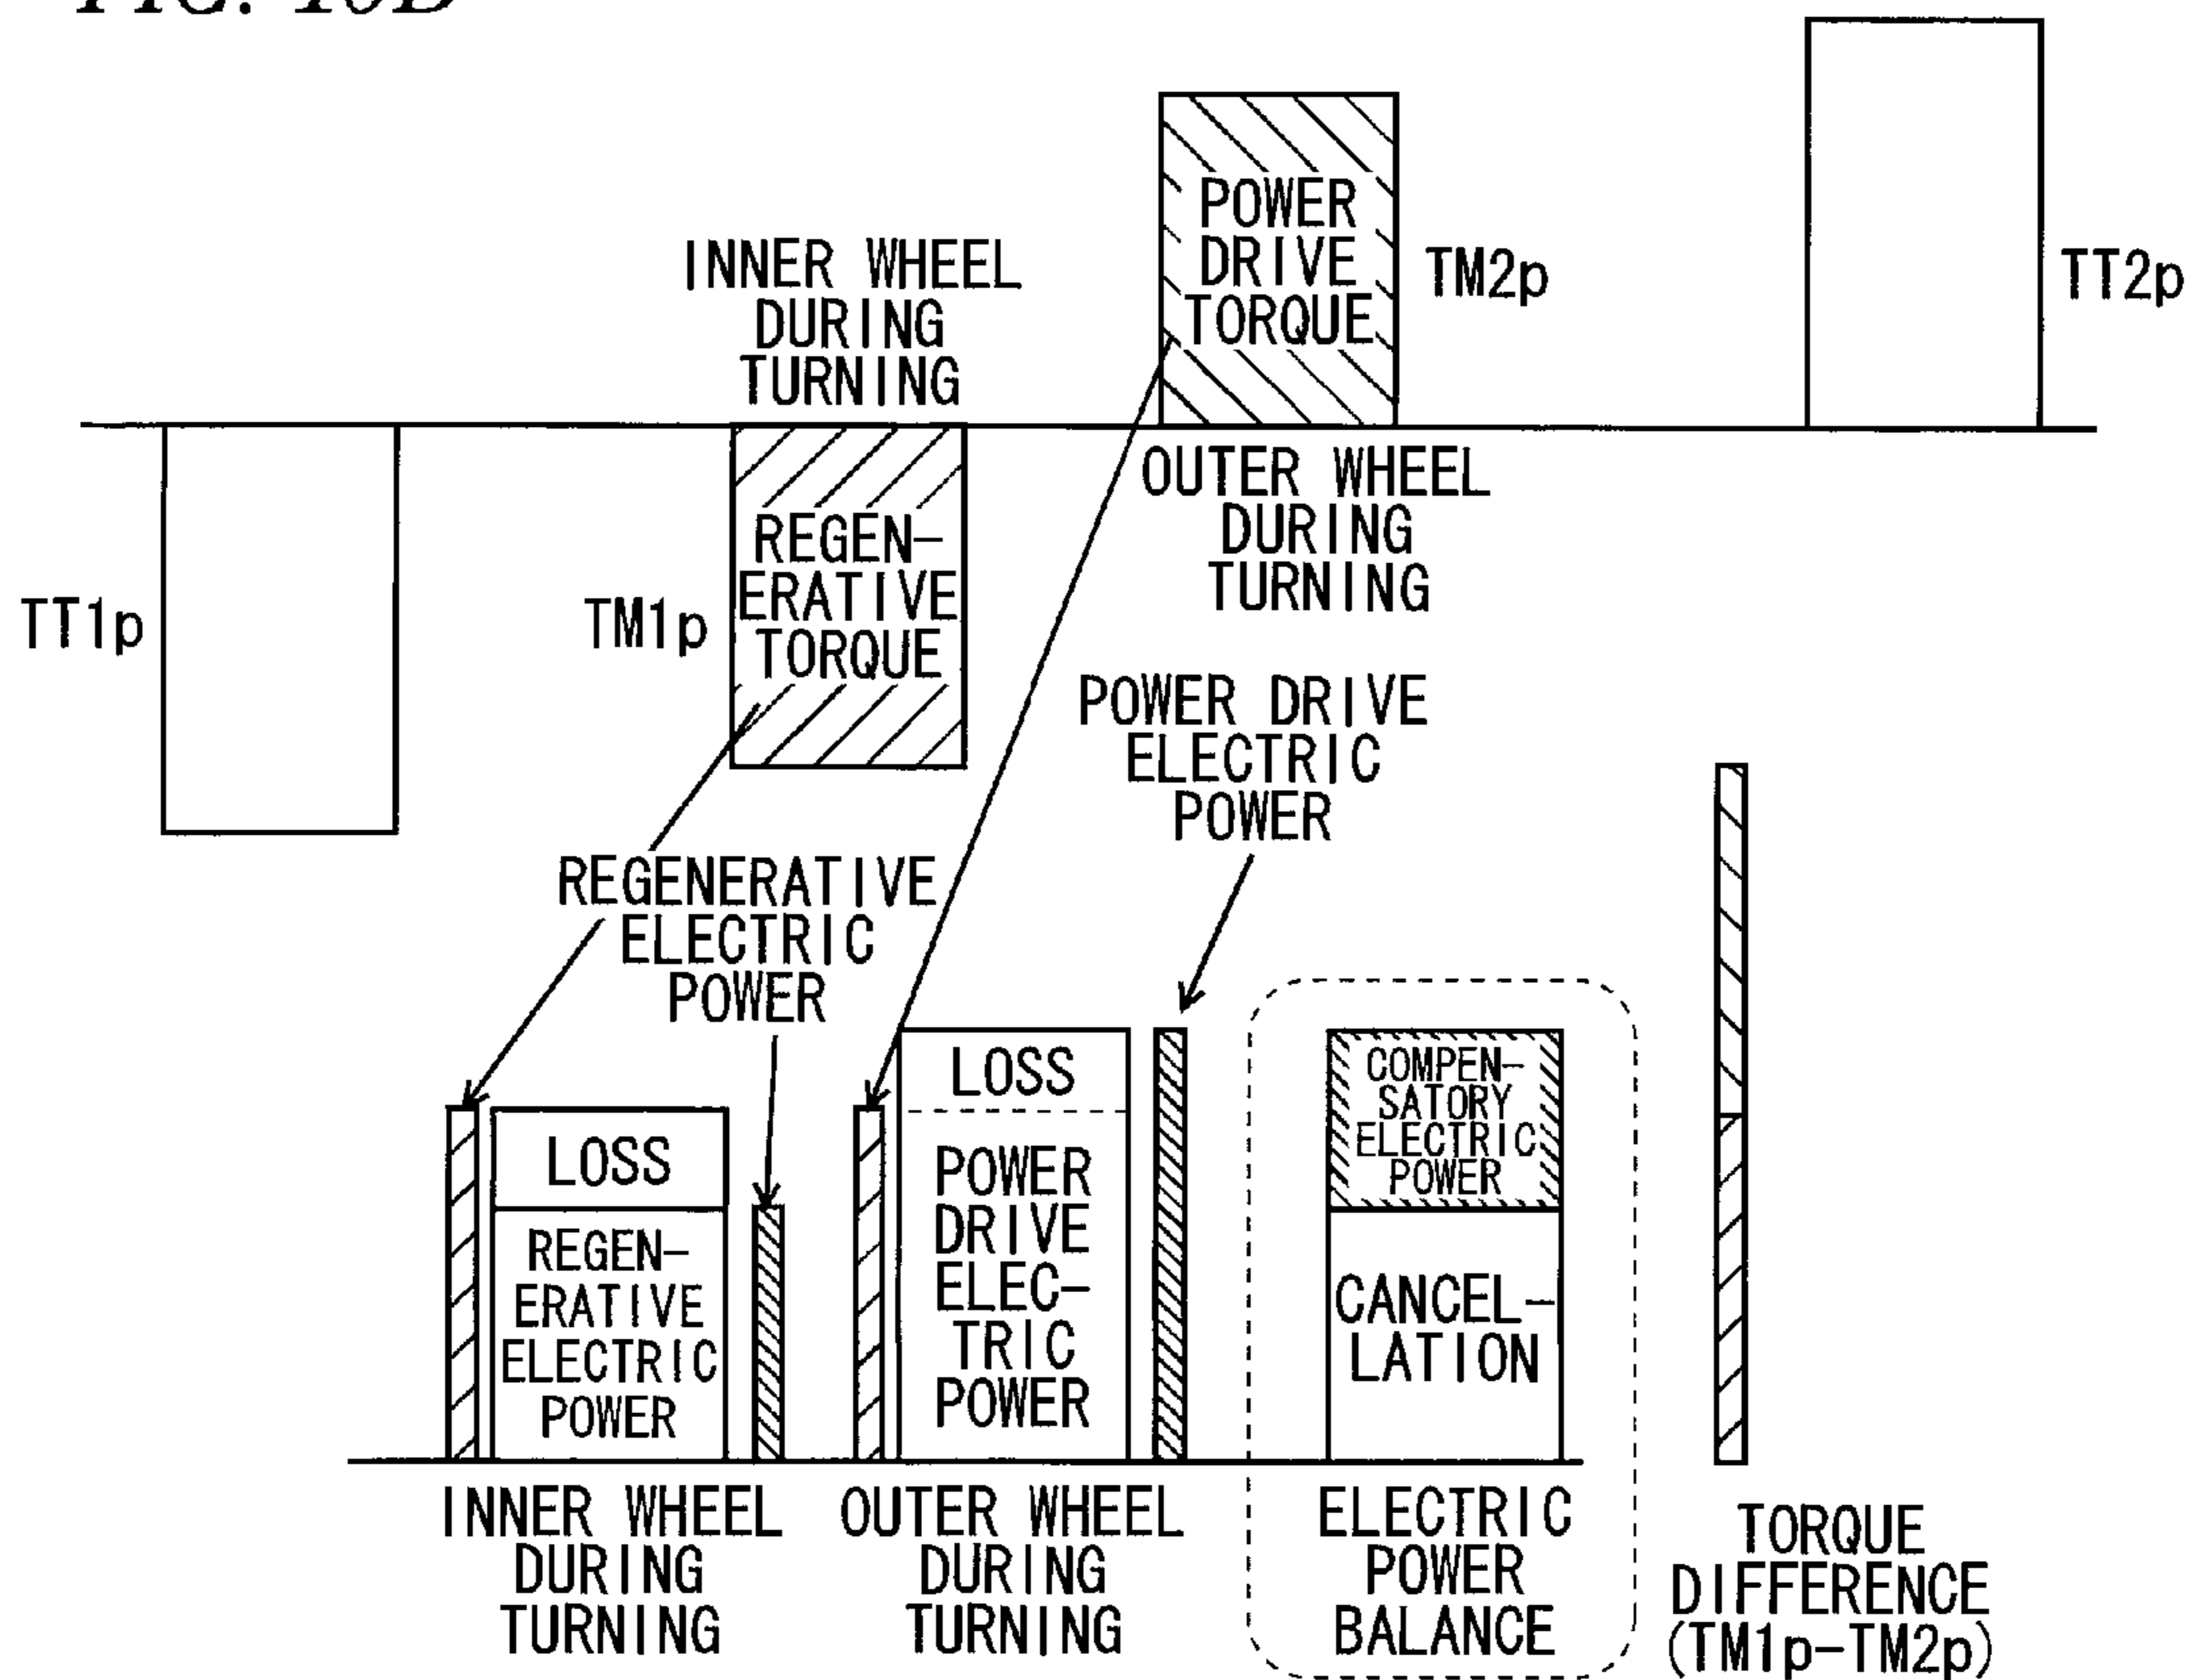 FIG. 10B
INNER WHEEL
DURING
TURNING
POWER
DRIVE
TORQUE
TM2p
TT2p
OUTER WHEEL
DURING
TURNING
TT1p
TM1p
REGEN-
ERATIVE
TORQUE
POWER DRIVE
ELECTRIC
POWER
REGENERATIVE
ELECTRIC
POWER
LOSS
REGEN-
ERATIVE
ELECTRIC
POWER
LOSS
POWER
DRIVE
ELEC-
TRIC
POWER
COMPEN-
SATORY
ELECTRIC
POWER
CANCEL-
LATION
INNER WHEEL
DURING
TURNING
OUTER WHEEL
DURING
TURNING
ELECTRIC
POWER
BALANCE
TORQUE
DIFFERENCE
(TM1p-TM2p)